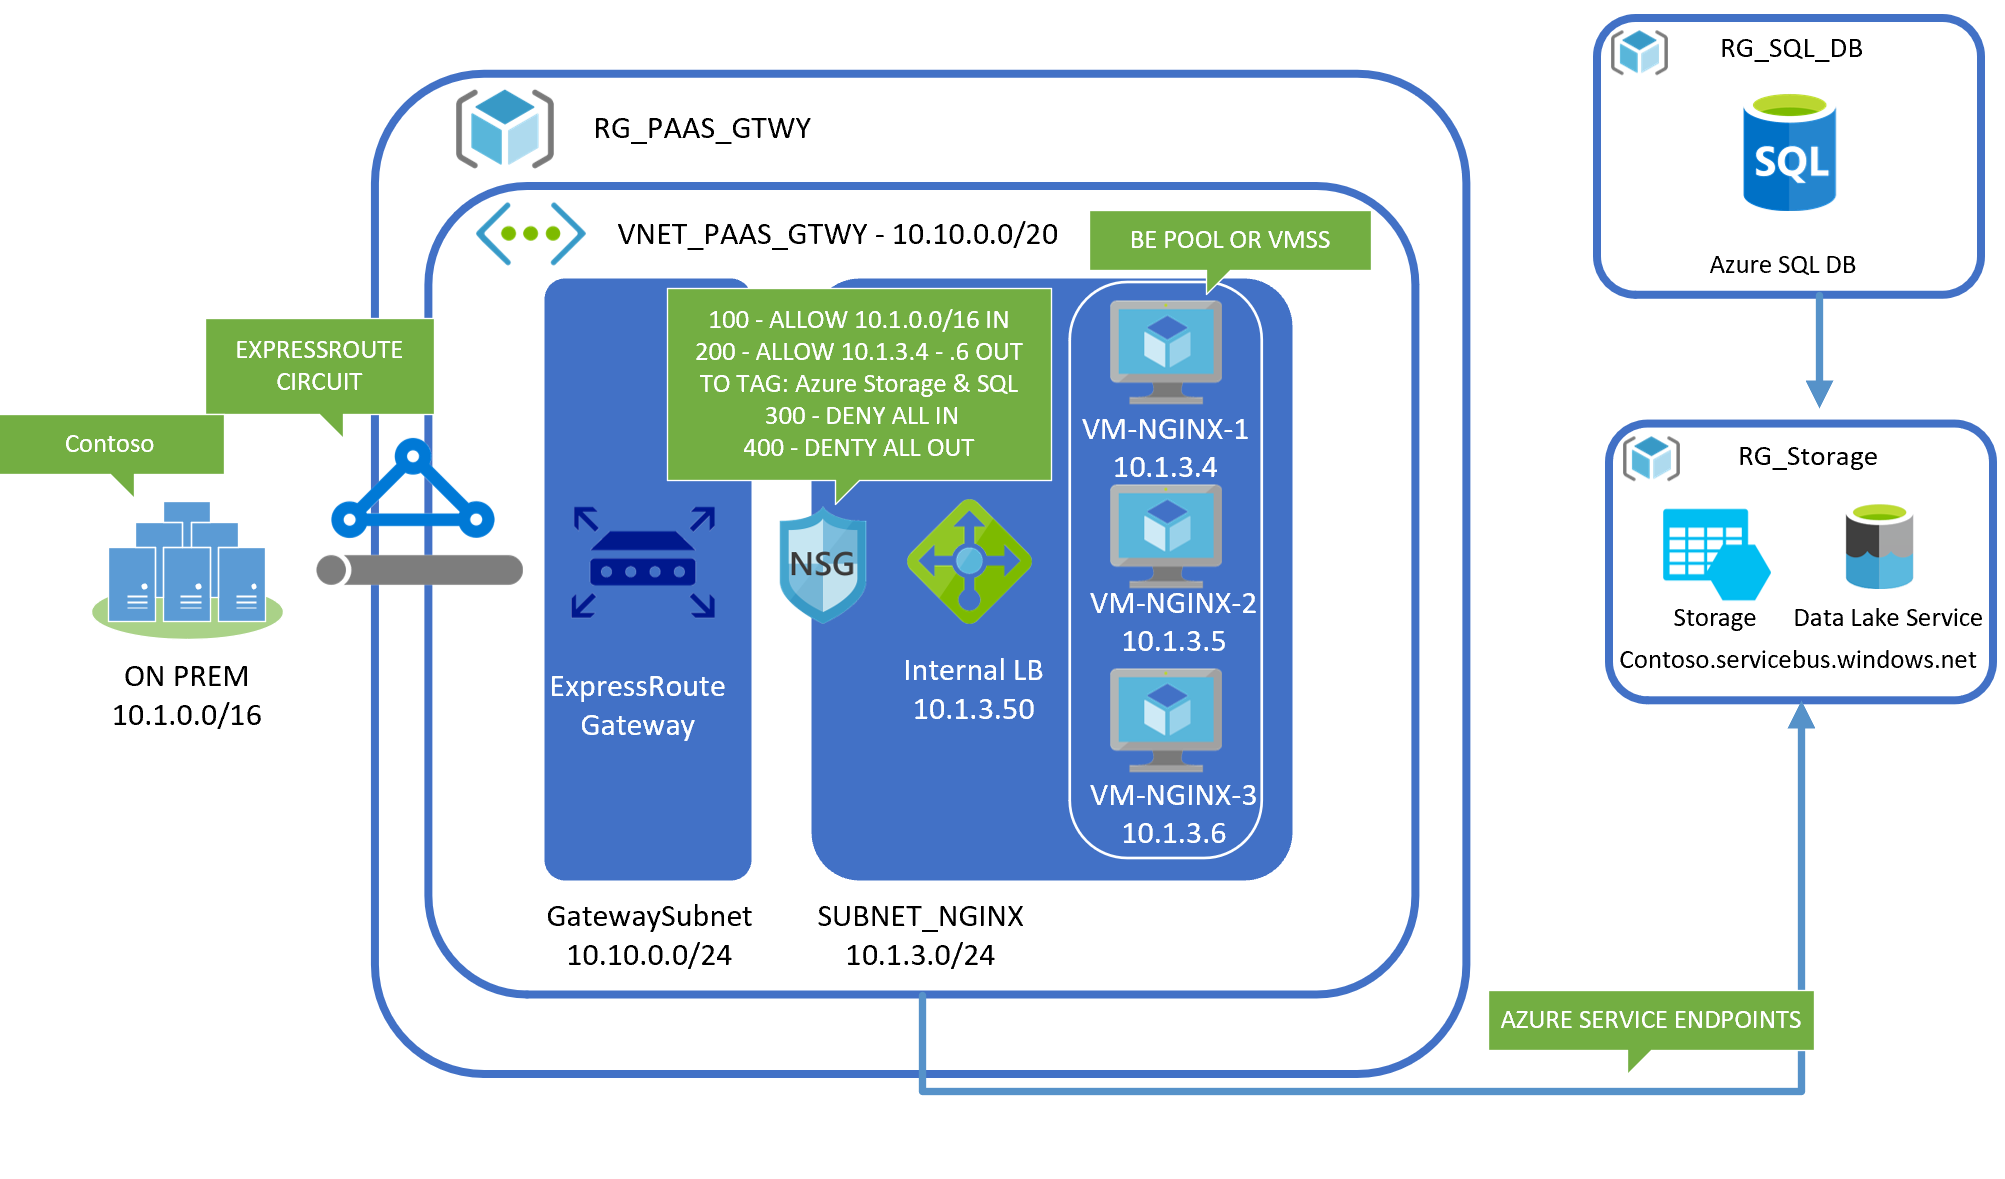 RG_SQL_DB
SQL
Azure SQL DB
RG_PAAS_GTWY
VNET_PAAS_GTWY - 10.10.0.0/20
BE POOL OR VMSS
100 - ALLOW 10.1.0.0/16 IN
200 - ALLOW 10.1.3.4 - .6 OUT
TO TAG: Azure Storage & SQL
300 - DENY ALL IN
400 - DENTY ALL OUT
EXPRESSROUTE
CIRCUIT
Contoso
ON PREM
10.1.0.0/16
ExpressRoute
Gateway
NSG
Internal LB
10.1.3.50
VM-NGINX-1
10.1.3.4
VM-NGINX-2
10.1.3.5
VM-NGINX-3
10.1.3.6
GatewaySubnet
10.10.0.0/24
SUBNET_NGINX
10.1.3.0/24
RG_Storage
Storage
Data Lake Service
Contoso.servicebus.windows.net
AZURE SERVICE ENDPOINTS